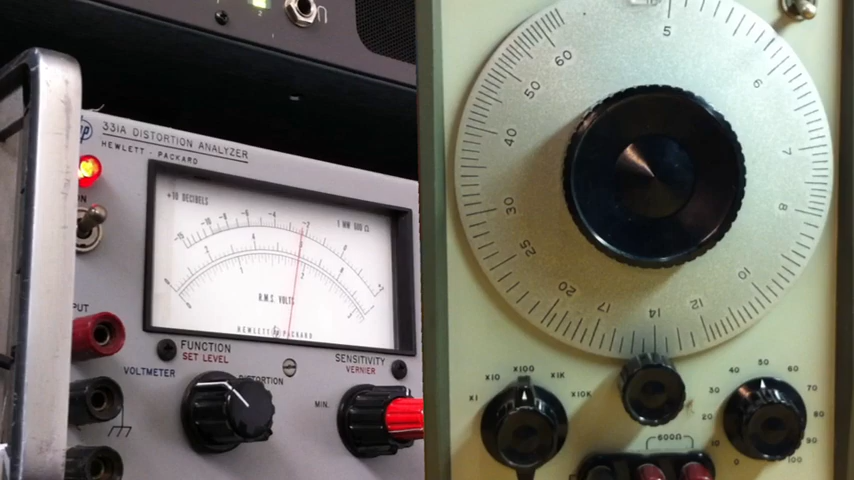 hp
331A DISTORTION ANALYZER
HEWLETT - PACKARD
+10 DECIBELS
1 MW 600 Ω
R.M.S. VOLTS
HEWLETT PACKARD
FUNCTION
SET LEVEL
VOLTMETER
DISTORTION
SENSITIVITY
VERNIER
MIN.
5
6
7
8
10
12
14
17
20
25
30
40
50
60
X1
X10
X100
X1K
X10K
600Ω
0
10
20
30
40
50
60
70
80
90
100